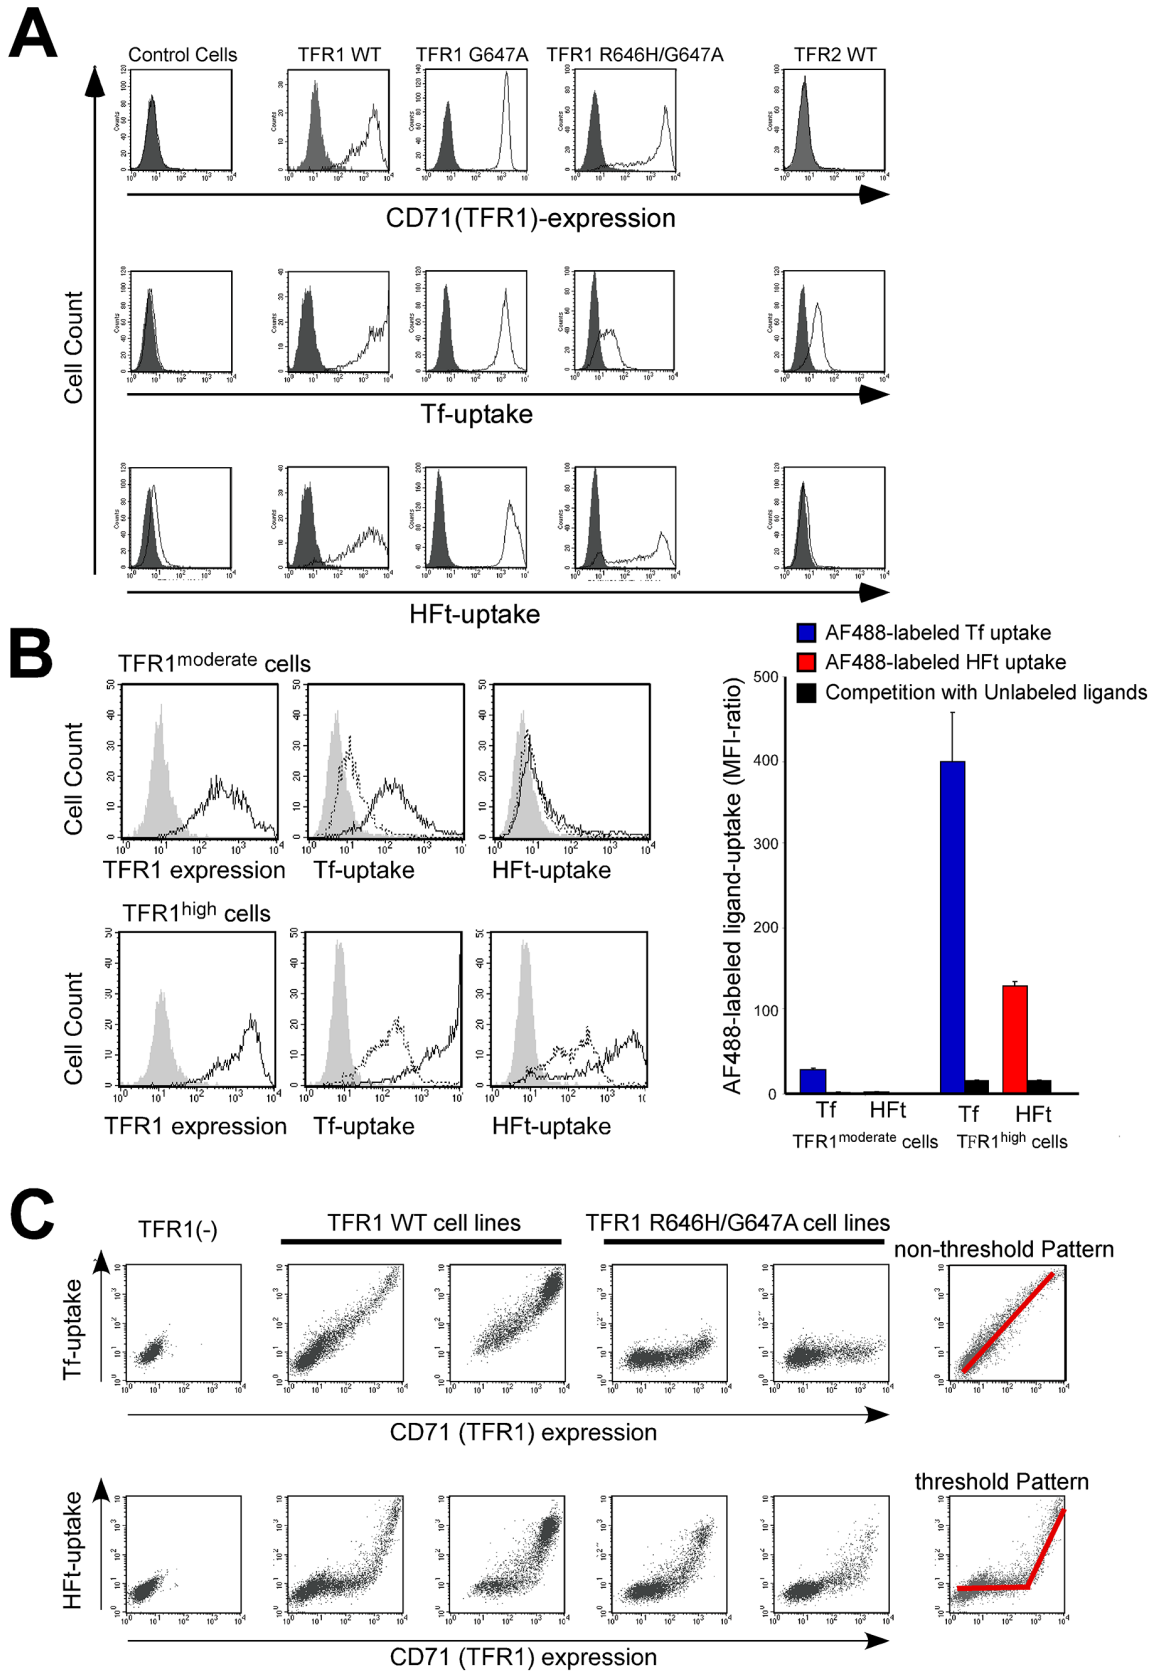 A
Control Cells
TFR1 WT
TFR1 G647A
TFR1 R646H/G647A
TFR2 WT
Cell Count
CD71(TFR1)-expression
Tf-uptake
HFt-uptake
B
TFR1moderate cells
Cell Count
TFR1 expression
Tf-uptake
HFt-uptake
TFR1high cells
Cell Count
TFR1 expression
Tf-uptake
HFt-uptake
AF488-labeled Tf uptake
AF488-labeled HFt uptake
Competition with Unlabeled ligands
AF488-labeled ligand-uptake (MFI-ratio)
500
400
300
200
100
0
Tf HFt Tf HFt
TFR1moderate cells TFR1high cells
C
TFR1(-)
TFR1 WT cell lines
TFR1 R646H/G647A cell lines
non-threshold Pattern
Tf-uptake
CD71 (TFR1) expression
threshold Pattern
HFt-uptake
CD71 (TFR1) expression